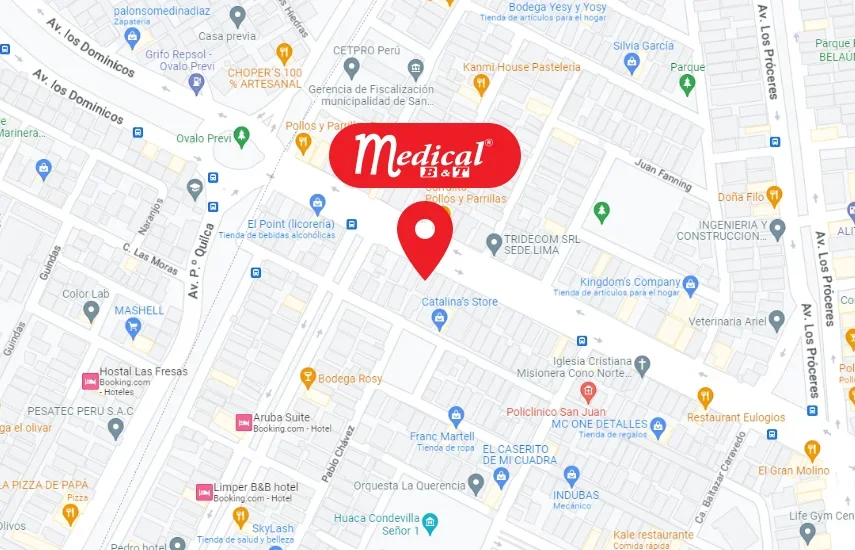 palonsomedinadiaz
Zapatería
Hiedras
Casa previa
Bodega Yesy y Yosy
Tienda de artículos para el hogar
Av. Los Próceres
Av. los Dominicos
Grifo Repsol -
Ovalo Previ
CETPRO Perú
Silvia García
Parque
BELAÚN
CHOPER'S 100
% ARTESANAL
Kanmi House Pasteleria
Parque
Av. los Dominicos
Gerencia de Fiscalización
municipalidad de San...
Marinera...
Ovalo Previ
Pollos y Parrillas
Medical®
B & T
Juan Fanning
Pollos y Parrillas
Doña Filo
Naranjos
El Point (licorería)
Tienda de bebidas alcohólicas
Av. P.º Quilca
TRIDECOM SRL
SEDE LIMA
INGENIERIA Y
CONSTRUCCION...
ALIT
Av. Los Próceres
Guindas
C. Las Moras
Color Lab
MASHELL
Catalina's Store
Kingdom's Company
Tienda de artículos para el hogar
Veterinaria Ariel
Av. Los Próceres
Guindas
Hostal Las Fresas
Booking.com
- Hoteles
Bodega Rosy
Iglesia Cristiana
Misionera Cono Norte...
PESATEC PERU S.A.C
Aruba Suite
Booking.com - Hotel
Policlínico San Juan
Restaurant Eulogios
ga el olivar
Pablo Chávez
Franc Martell
Tienda de ropa
MC ONE DETALLES
Tienda de regalos
EL CASERITO
DE MI CUADRA
Ca. Baltazar Caravedo
El Gran Molino
LA PIZZA DE PAPA
Pizza
Limper B&B hotel
Booking.com - Hotel
Orquesta La Querencia
INDUBAS
Mecánico
Olivos
SkyLash
Tienda de salud y belleza
Huaca Condevilla
Señor 1
Life Gym Cen
Pedro hotel
Kale restaurante
Comida rápida